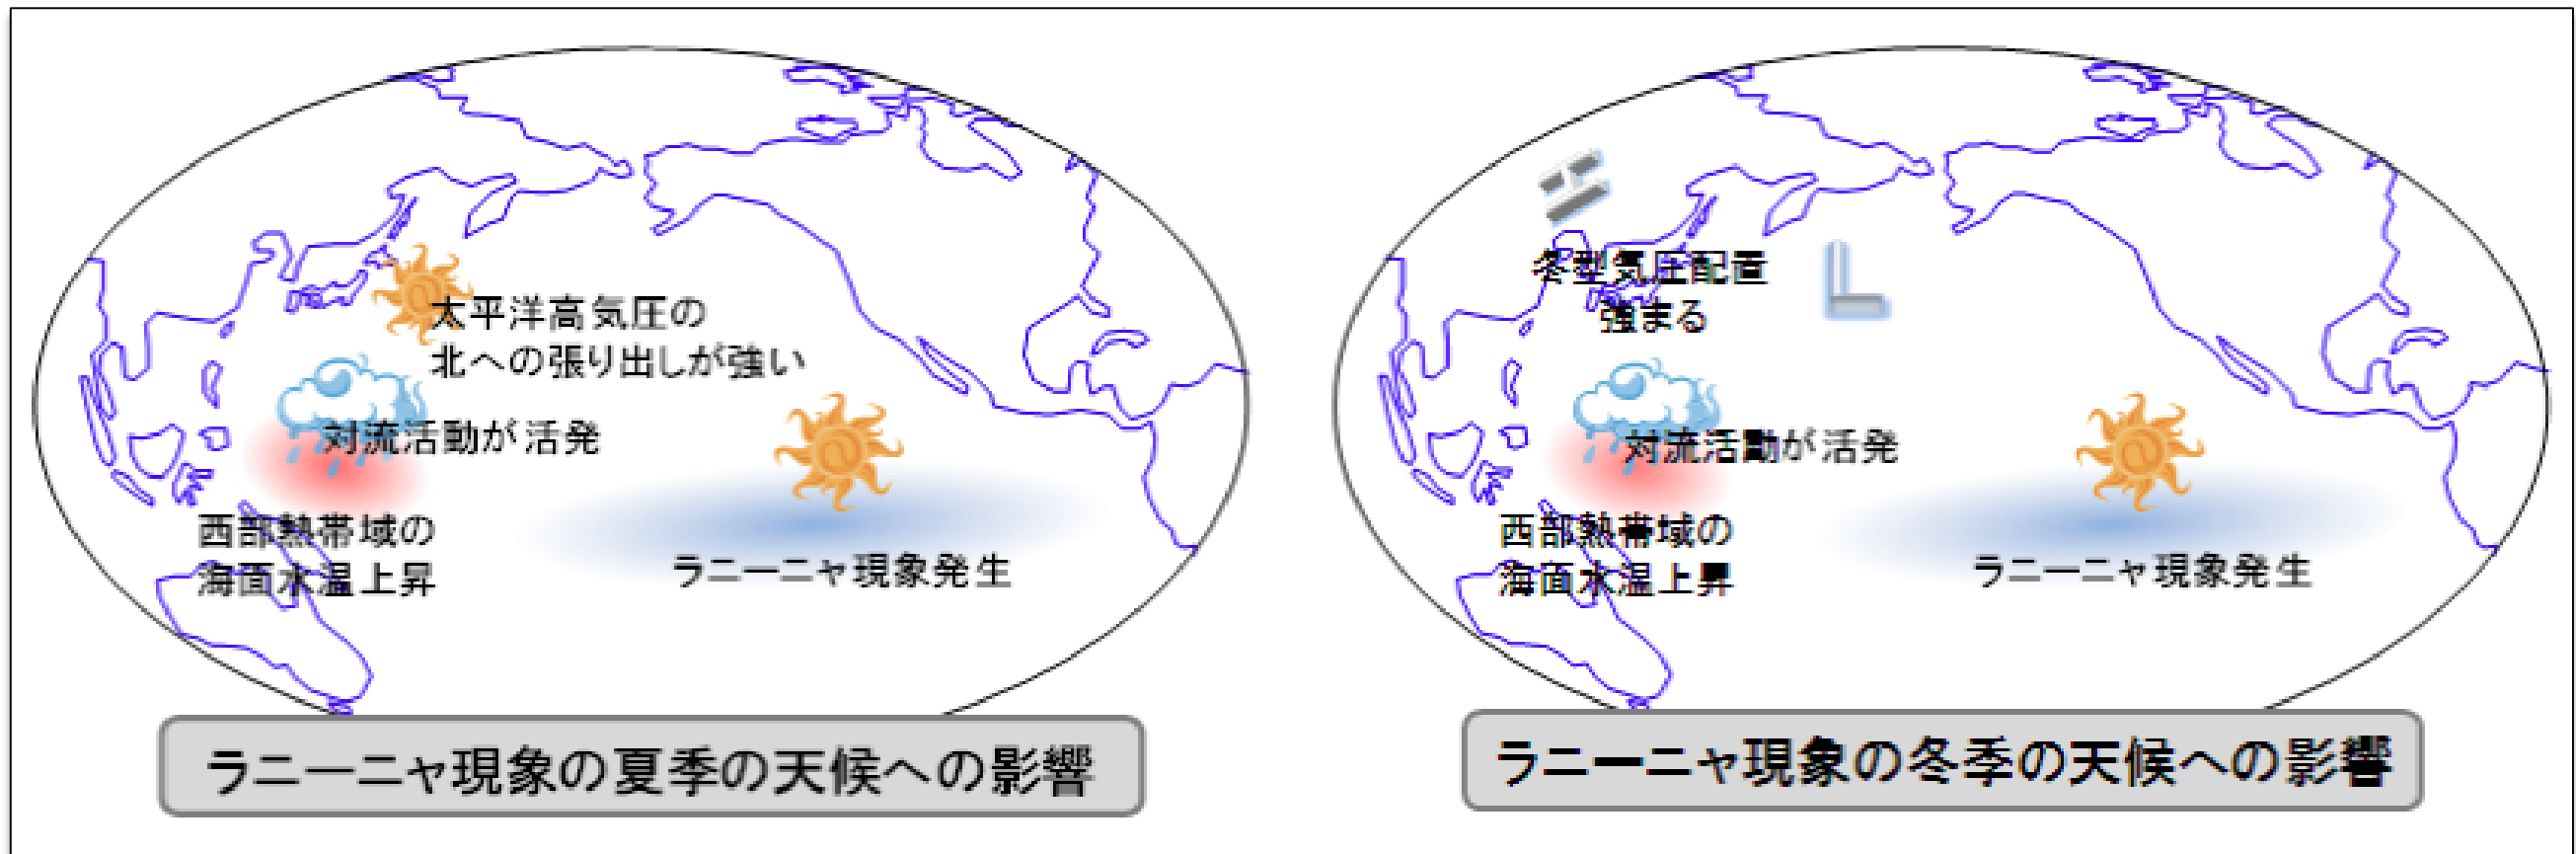 太平洋高気圧の
北への張り出しが強い
対流活動が活発
西部熱帯域の
海面水温上昇
ラニーニャ現象発生
ラニーニャ現象の夏季の天候への影響
H
冬型気圧配置
強まる
L
対流活動が活発
西部熱帯域の
海面水温上昇
ラニーニャ現象発生
ラニーニャ現象の冬季の天候への影響